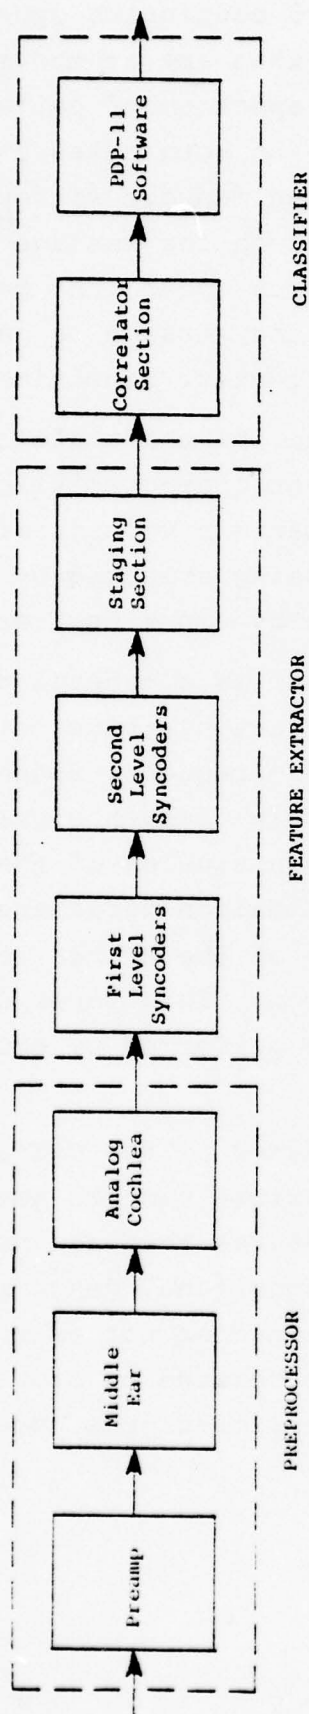 Preamp
Middle
Ear
Analog
Cochlea
PREPROCESSOR
First
Level
Syncoders
Second
Level
Syncoders
Staging
Section
FEATURE EXTRACTOR
Correlator
Section
PDP-11
Software
CLASSIFIER